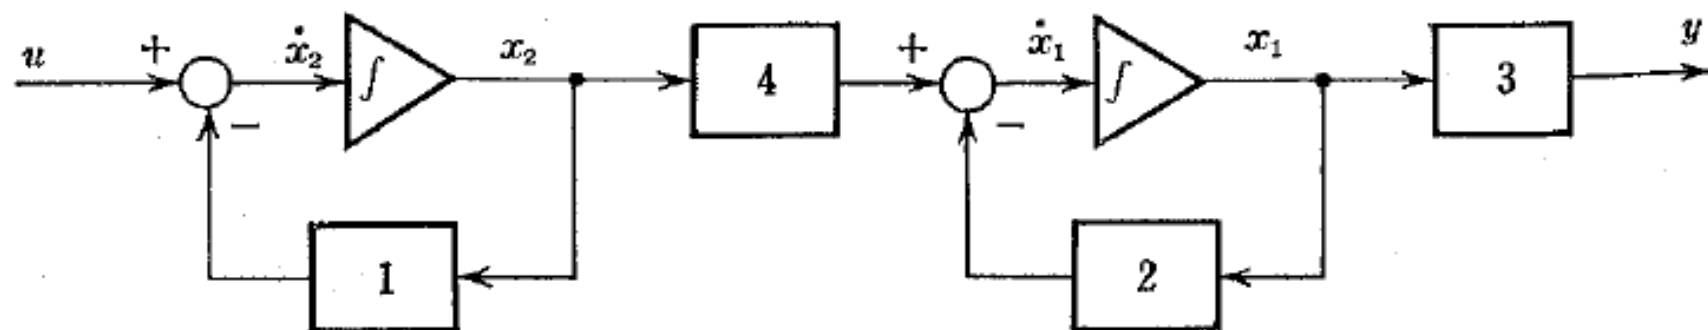 u + ẋ₂ ∫ x₂ 4 + ẋ₁ ∫ x₁ 3 y
− −
1 2